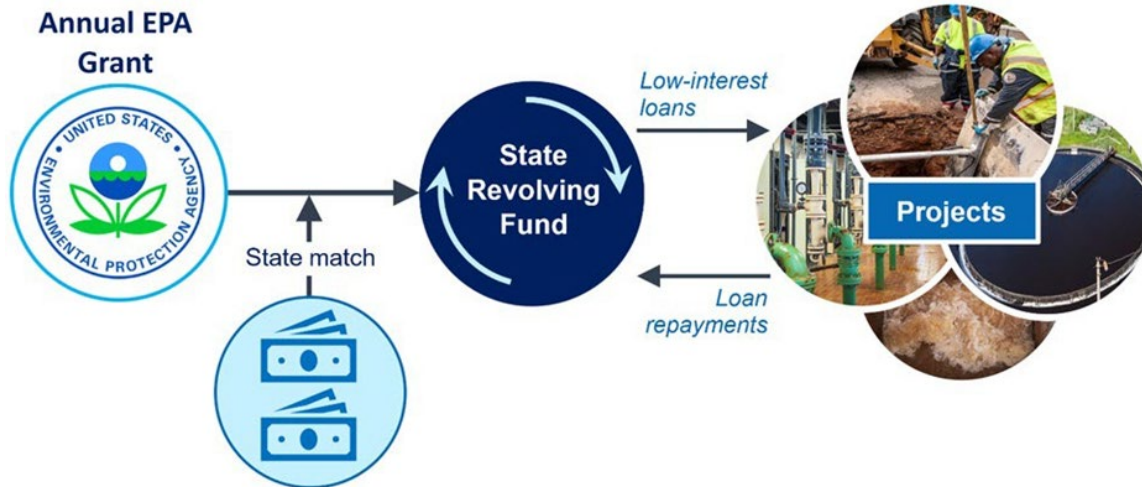 Annual EPA
Grant
UNITED STATES
ENVIRONMENTAL PROTECTION AGENCY
State match
State
Revolving
Fund
Low-interest
loans
Loan
repayments
Projects